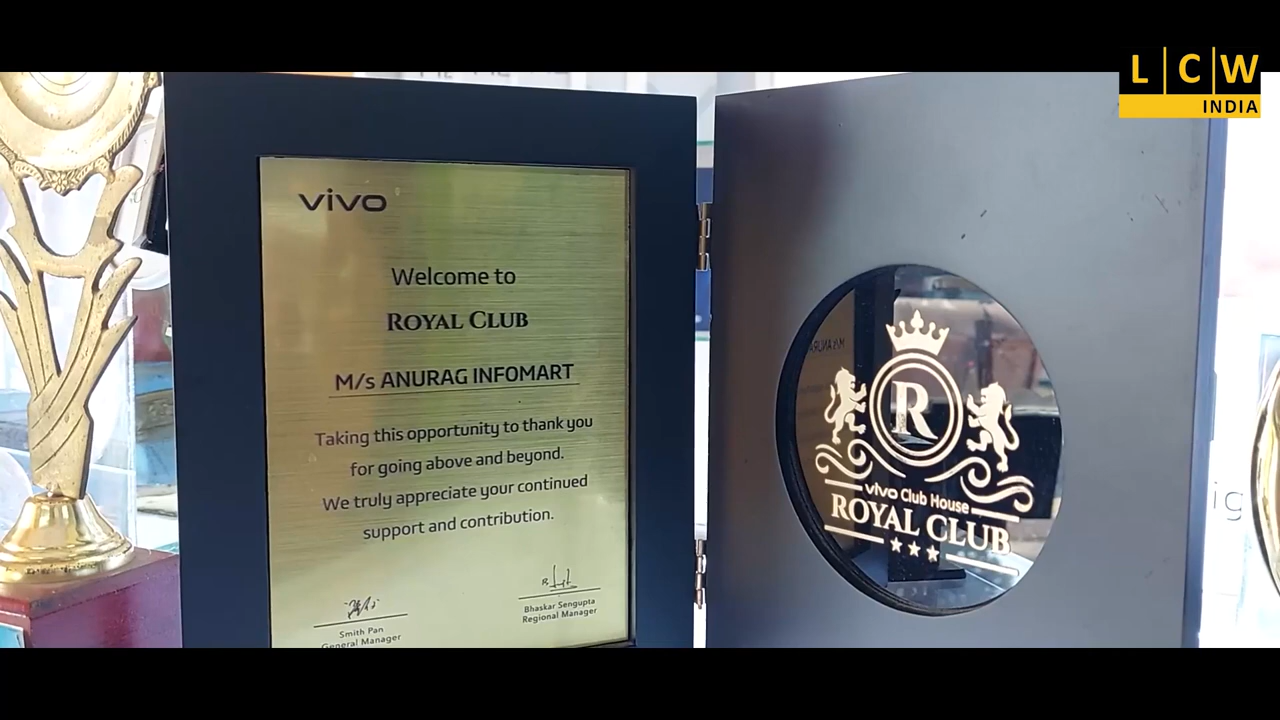 L C W
INDIA
vivo
Welcome to
ROYAL CLUB
M/s ANURAG INFOMART
Taking this opportunity to thank you
for going above and beyond.
We truly appreciate your continued
support and contribution.
Smith Pan
General Manager
Bhaskar Sengupta
Regional Manager
R
vivo Club House
ROYAL CLUB